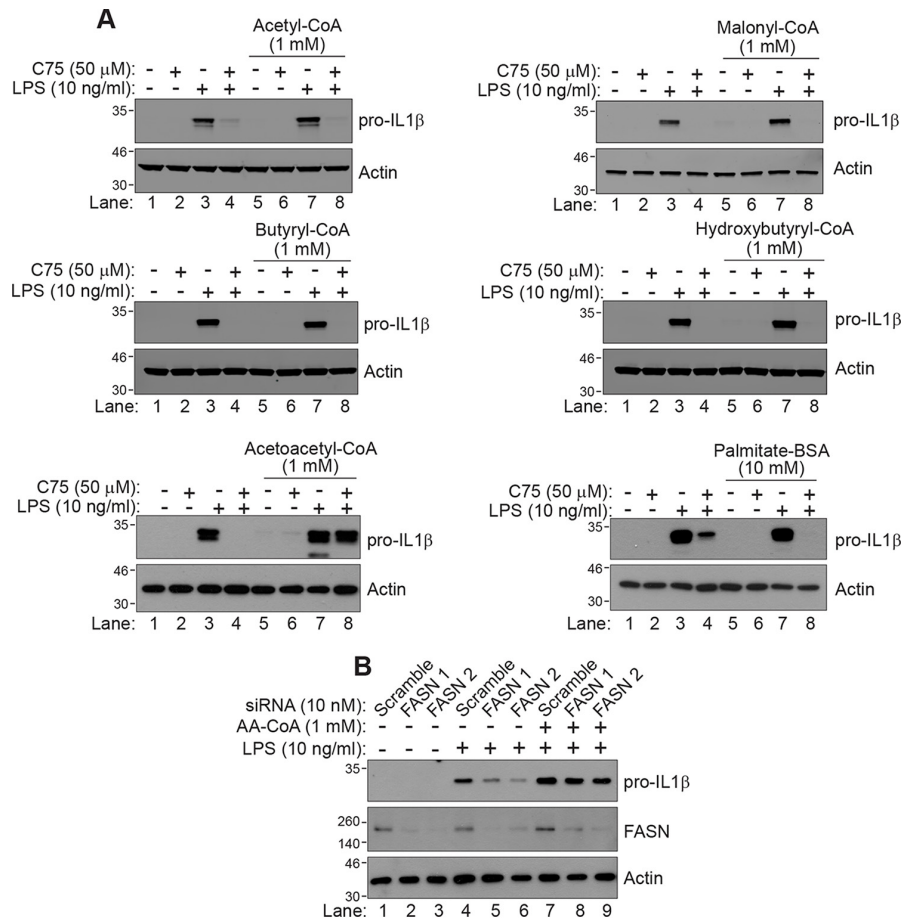 A
Acetyl-CoA
(1 mM)
C75 (50 µM): - + - + - - - +
LPS (10 ng/ml): - - + + - - + +
35
pro-IL1β
46
Actin
30
Lane: 1 2 3 4 5 6 7 8
Malonyl-CoA
(1 mM)
C75 (50 µM): - + - + - + - +
LPS (10 ng/ml): - - + + - - + +
35
pro-IL1β
46
Actin
30
Lane: 1 2 3 4 5 6 7 8
Butyryl-CoA
(1 mM)
C75 (50 µM): - + - + - + - +
LPS (10 ng/ml): - - + + - - + +
35
pro-IL1β
46
Actin
30
Lane: 1 2 3 4 5 6 7 8
Hydroxybutyryl-CoA
(1 mM)
C75 (50 µM): - + - + - + - +
LPS (10 ng/ml): - - + + - - + +
35
pro-IL1β
46
Actin
30
Lane: 1 2 3 4 5 6 7 8
Acetoacetyl-CoA
(1 mM)
C75 (50 µM): - + - + - + - +
LPS (10 ng/ml): - - + + - - + +
35
pro-IL1β
46
Actin
30
Lane: 1 2 3 4 5 6 7 8
Palmitate-BSA
(10 mM)
C75 (50 µM): - + - + - + - +
LPS (10 ng/ml): - - + + - - + +
35
pro-IL1β
46
Actin
30
Lane: 1 2 3 4 5 6 7 8
B
siRNA (10 nM): Scramble FASN 1 FASN 2 Scramble FASN 1 FASN 2 Scramble FASN 1 FASN 2
AA-CoA (1 mM): - - - - - - + + +
LPS (10 ng/ml): - - - + + + + + +
35
pro-IL1β
260
FASN
140
46
Actin
30
Lane: 1 2 3 4 5 6 7 8 9